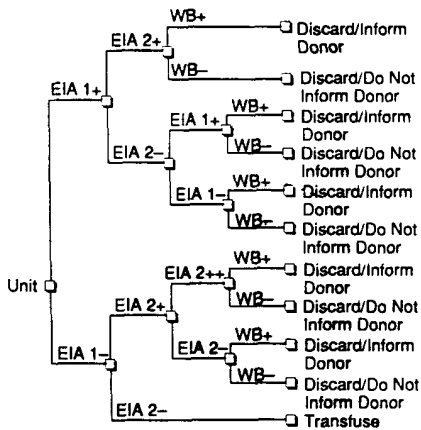 WB+
Discard/Inform
Donor
EIA 2+
WB–
Discard/Do Not
Inform Donor
EIA 1+
EIA 1+
WB+
Discard/Inform
Donor
WB–
Discard/Do Not
Inform Donor
EIA 2–
EIA 1–
WB+
Discard/Inform
Donor
WB–
Discard/Do Not
Inform Donor
Unit
EIA 2++
WB+
Discard/Inform
Donor
WB–
Discard/Do Not
Inform Donor
EIA 2+
EIA 2–
WB+
Discard/Inform
Donor
WB–
Discard/Do Not
Inform Donor
EIA 1–
EIA 2–
Transfuse